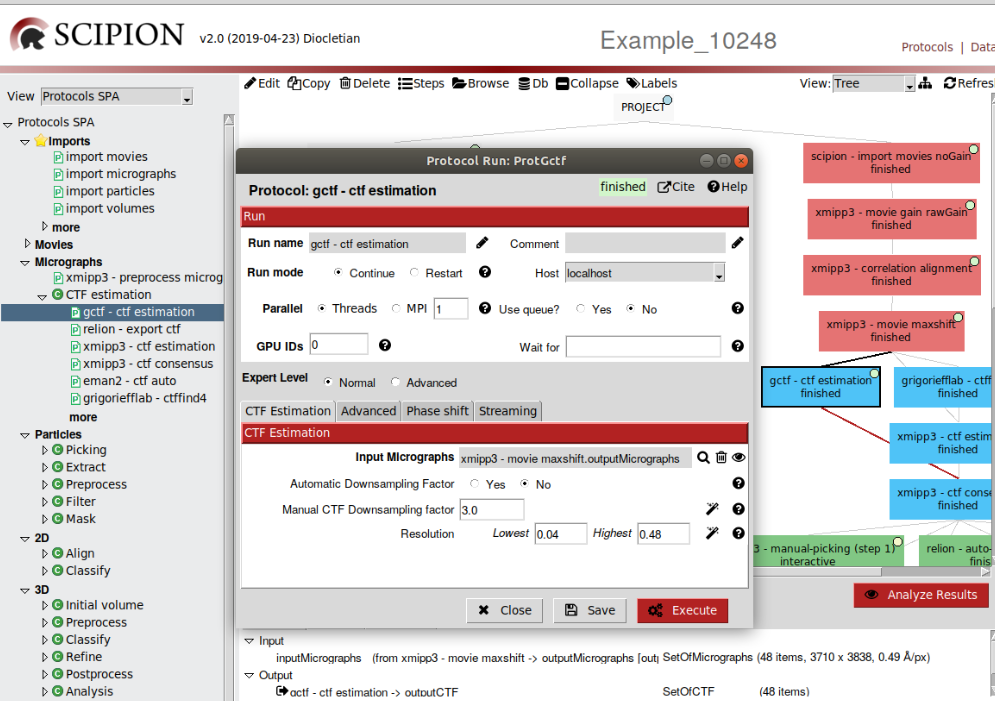 SCIPION v2.0 (2019-04-23) Diocletian
Example_10248
Protocols | Data
View Protocols SPA
Edit Copy Delete Steps Browse Db Collapse Labels
View: Tree Refres
Protocols SPA
Imports
import movies
import micrographs
import particles
import volumes
more
Movies
Micrographs
xmipp3 - preprocess microg
CTF estimation
gctf - ctf estimation
relion - export ctf
xmipp3 - ctf estimation
xmipp3 - ctf consensus
eman2 - ctf auto
grigoriefflab - ctffind4
more
Particles
Picking
Extract
Preprocess
Filter
Mask
2D
Align
Classify
3D
Initial volume
Preprocess
Classify
Refine
Postprocess
Analysis
PROJECT
scipion - import movies noGain
finished
xmipp3 - movie gain rawGain
finished
xmipp3 - correlation alignment
finished
xmipp3 - movie maxshift
finished
gctf - ctf estimation
finished
grigoriefflab - ctff
finished
xmipp3 - ctf estim
finished
xmipp3 - ctf conse
finished
3 - manual-picking (step 1)
interactive
relion - auto-
finis
Protocol Run: ProtGctf
Protocol: gctf - ctf estimation
finished Cite Help
Run
Run name gctf - ctf estimation Comment
Run mode Continue Restart Host localhost
Parallel Threads MPI 1 Use queue? Yes No
GPU IDs 0 Wait for
Expert Level Normal Advanced
CTF Estimation Advanced Phase shift Streaming
CTF Estimation
Input Micrographs xmipp3 - movie maxshift.outputMicrographs
Automatic Downsampling Factor Yes No
Manual CTF Downsampling factor 3.0
Resolution Lowest 0.04 Highest 0.48
Close Save Execute
Analyze Results
Input
inputMicrographs (from xmipp3 - movie maxshift -> outputMicrographs [out SetOfMicrographs (48 items, 3710 x 3838, 0.49 Å/px)
Output
gctf - ctf estimation -> outputCTF SetOfCTF (48 items)